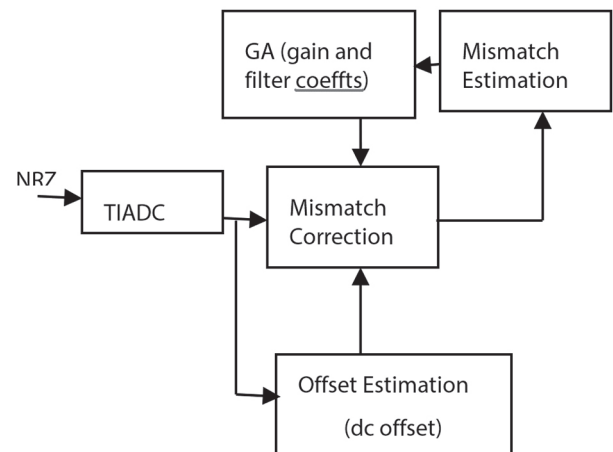 GA (gain and
filter coeffts)
Mismatch
Estimation
NRZ
TIADC
Mismatch
Correction
Offset Estimation
(dc offset)